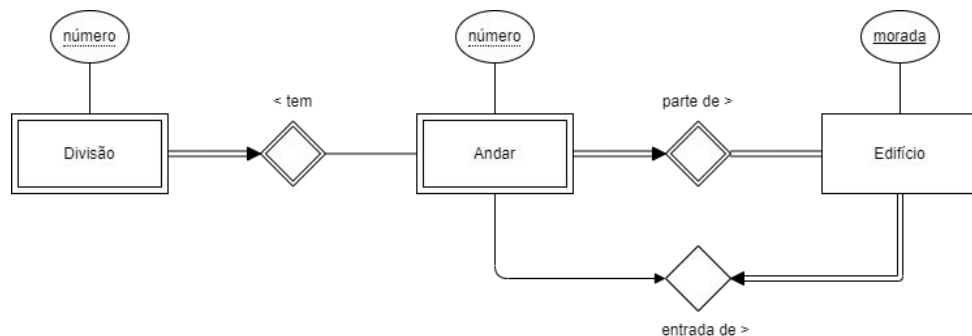 número
número
morada
< tem
parte de >
Divisão
Andar
Edifício
entrada de >